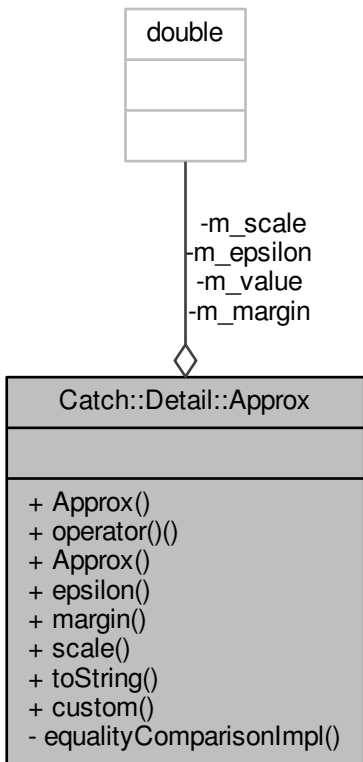 double
-m_scale
-m_epsilon
-m_value
-m_margin
Catch::Detail::Approx
+ Approx()
+ operator()()
+ Approx()
+ epsilon()
+ margin()
+ scale()
+ toString()
+ custom()
- equalityComparisonImpl()